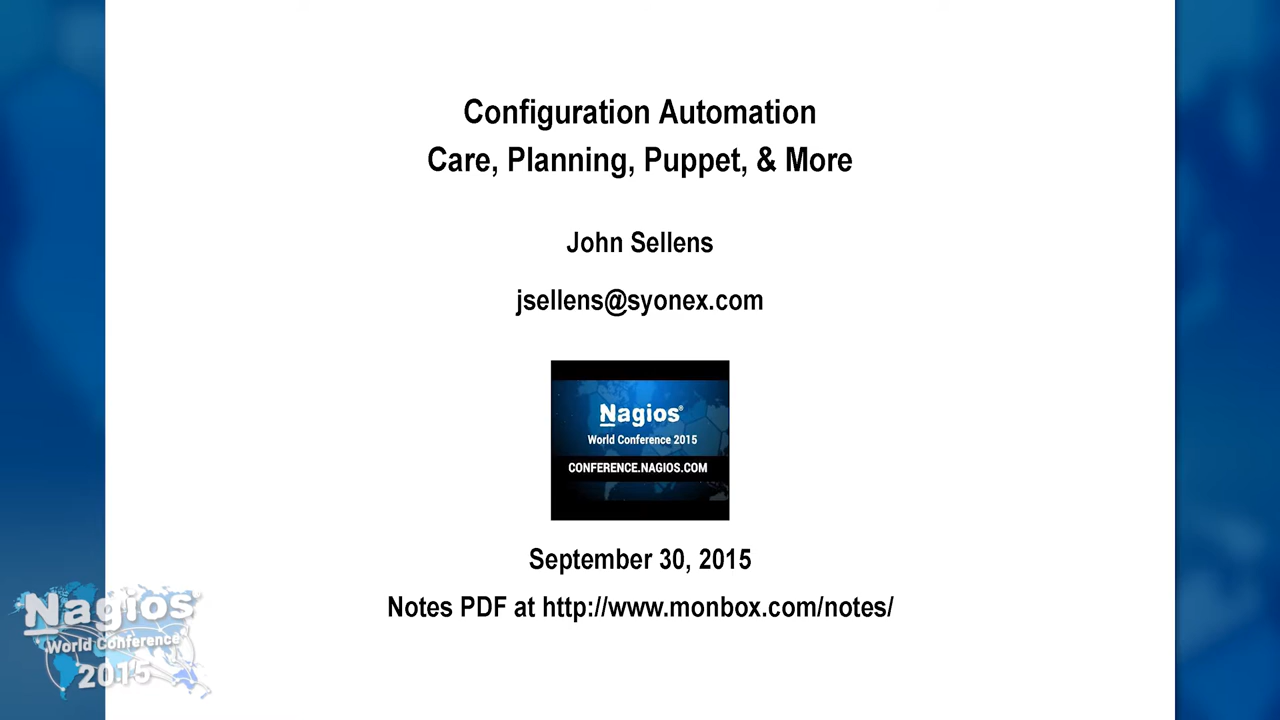 Configuration Automation
Care, Planning, Puppet, & More
John Sellens
jsellens@syonex.com
Nagios®
World Conference 2015
CONFERENCE.NAGIOS.COM
September 30, 2015
Notes PDF at http://www.monbox.com/notes/
Nagios
World Conference
2015